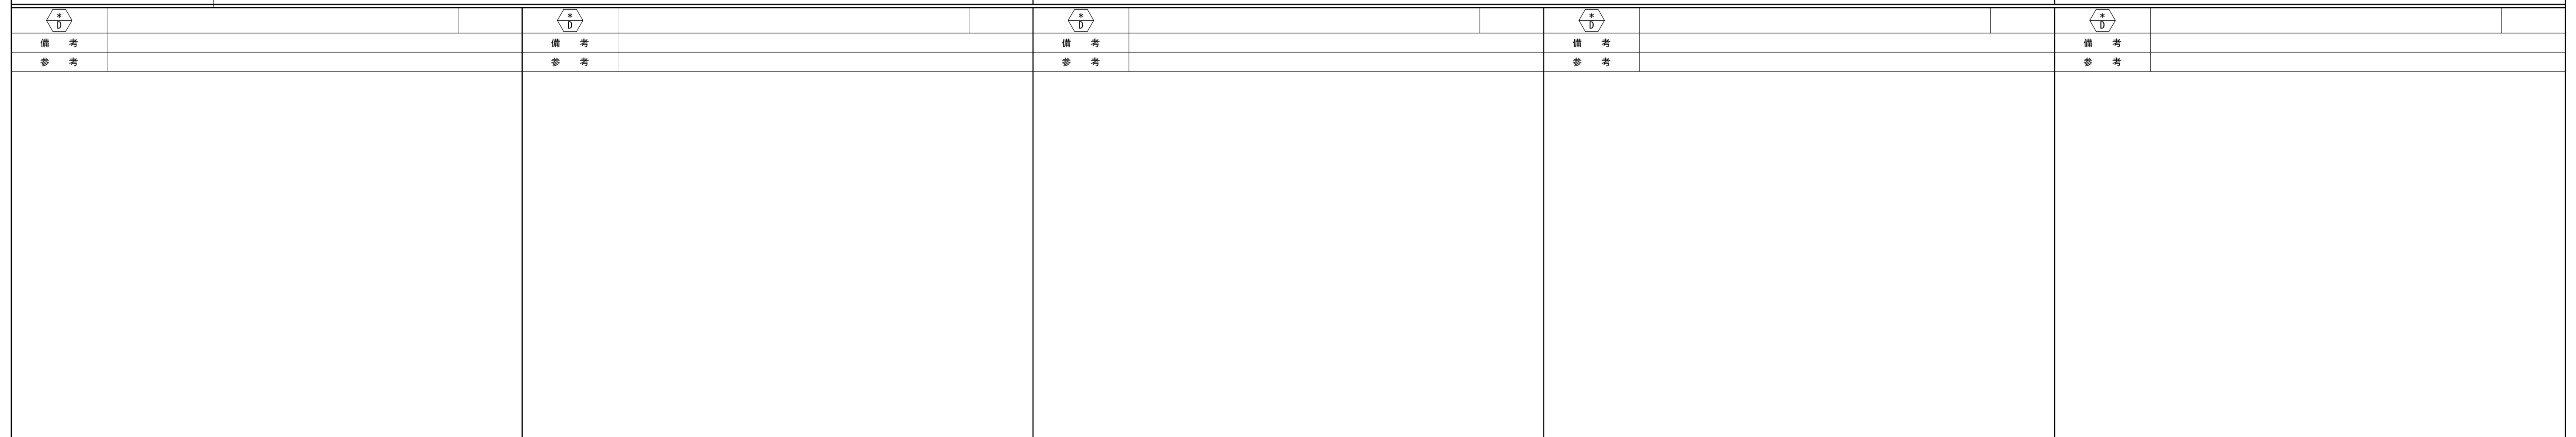 * * * * *
D D D D D
備 考 備 考 備 考 備 考 備 考
参 考 参 考 参 考 参 考 参 考